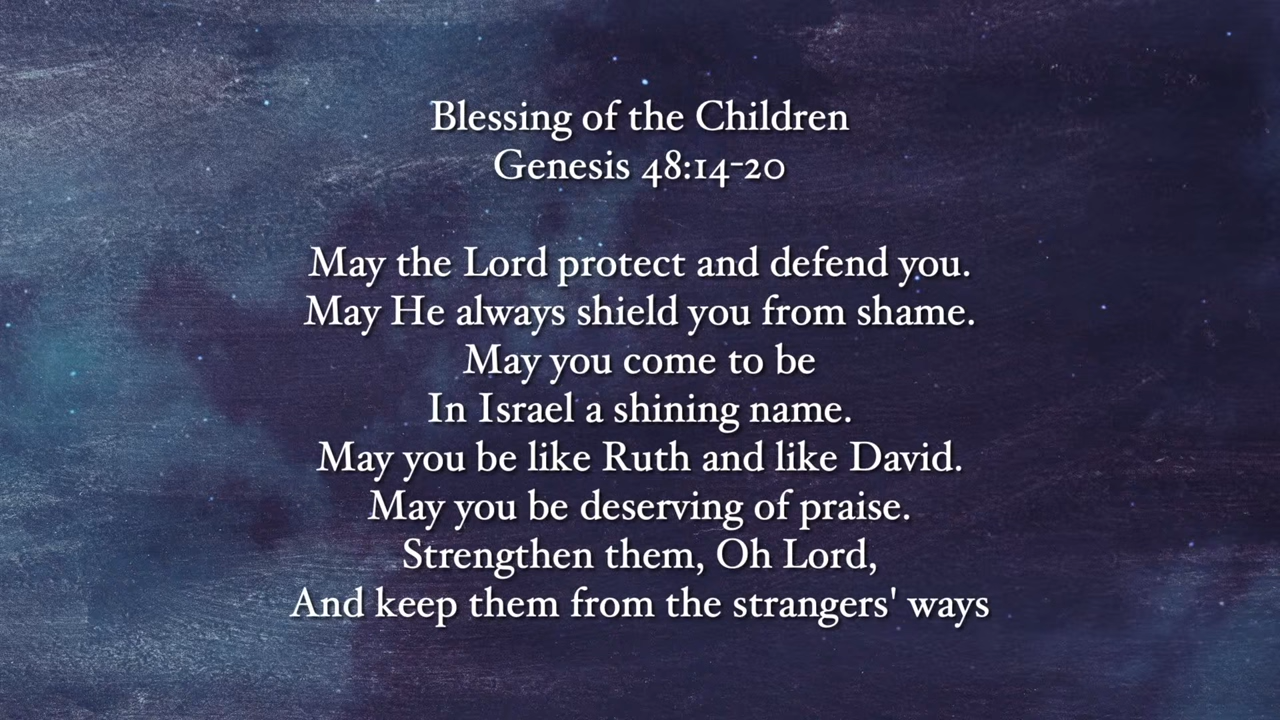 Blessing of the Children
Genesis 48:14-20
May the Lord protect and defend you.
May He always shield you from shame.
May you come to be
In Israel a shining name.
May you be like Ruth and like David.
May you be deserving of praise.
Strengthen them, Oh Lord,
And keep them from the strangers' ways